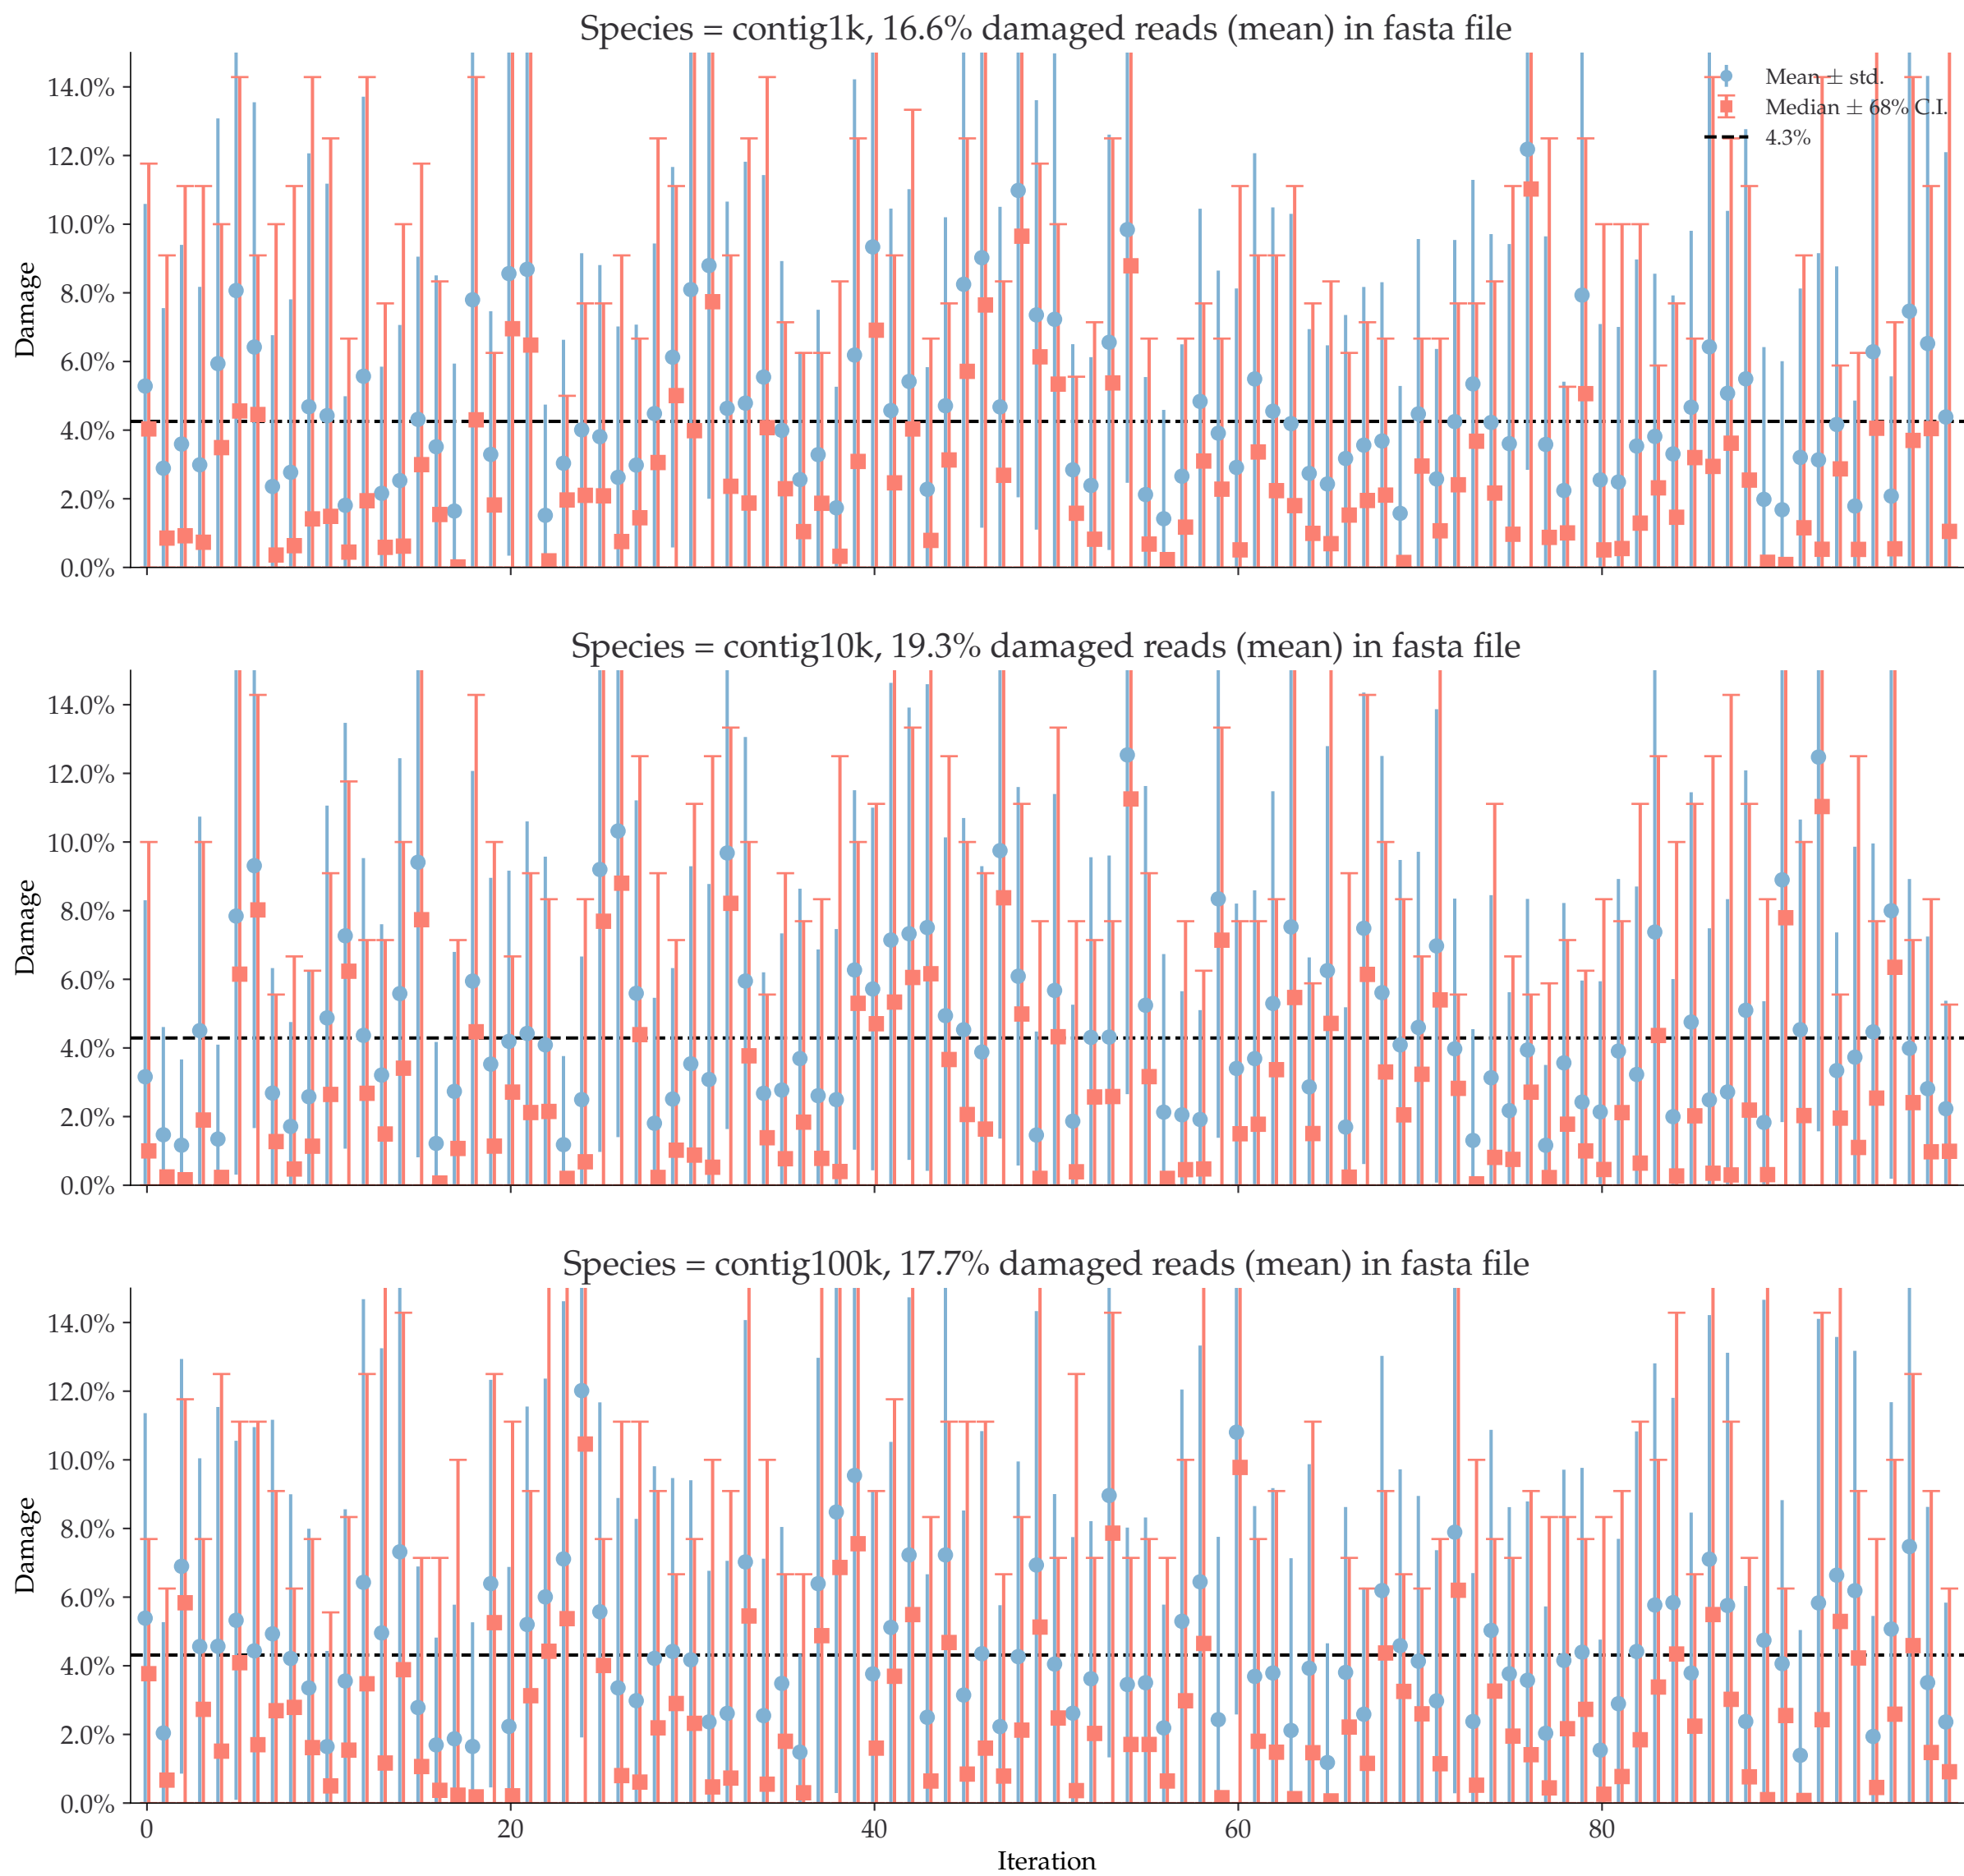 Species = contig1k, 16.6% damaged reads (mean) in fasta file
14.0%
12.0%
10.0%
8.0%
6.0%
4.0%
2.0%
0.0%
Damage
Mean ± std.
Median ± 68% C.I.
4.3%
Species = contig10k, 19.3% damaged reads (mean) in fasta file
14.0%
12.0%
10.0%
8.0%
6.0%
4.0%
2.0%
0.0%
Damage
Species = contig100k, 17.7% damaged reads (mean) in fasta file
14.0%
12.0%
10.0%
8.0%
6.0%
4.0%
2.0%
0.0%
Damage
0 20 40 60 80
Iteration